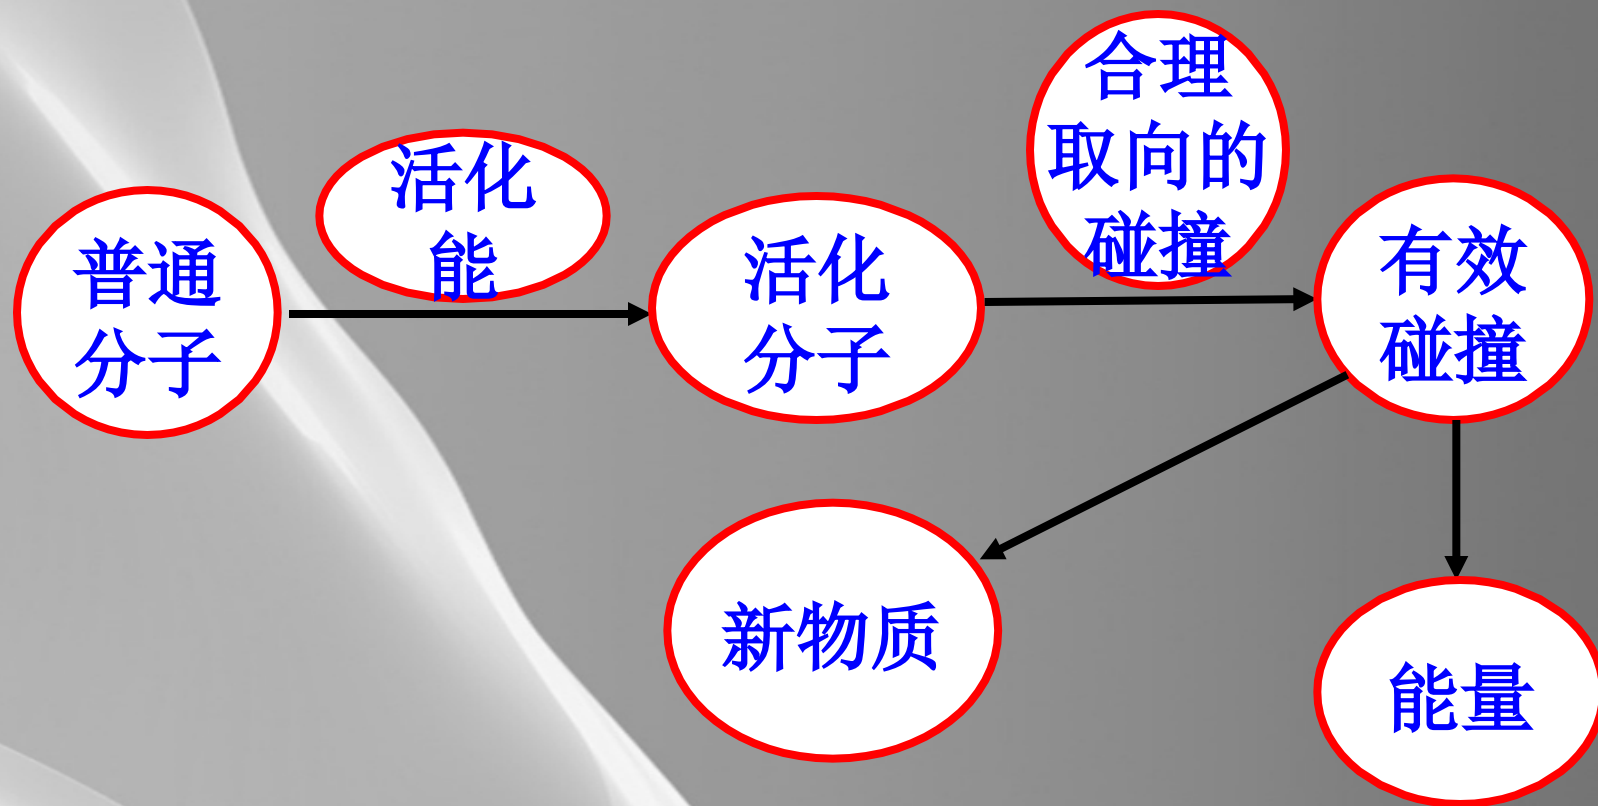 普通
分子
活化
能
活化
分子
合理
取向的
碰撞
有效
碰撞
新物质
能量